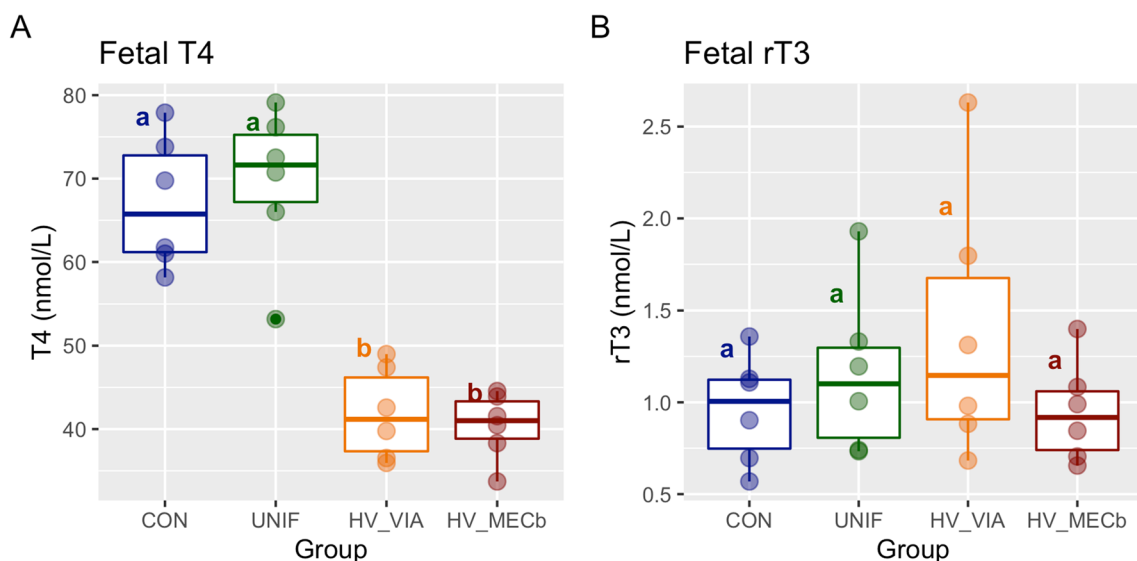 A
Fetal T4
T4 (nmol/L)
80
70
60
50
40
a
a
b
b
CON
UNIF
HV_VIA
HV_MECb
Group
B
Fetal rT3
rT3 (nmol/L)
2.5
2.0
1.5
1.0
0.5
a
a
a
a
CON
UNIF
HV_VIA
HV_MECb
Group